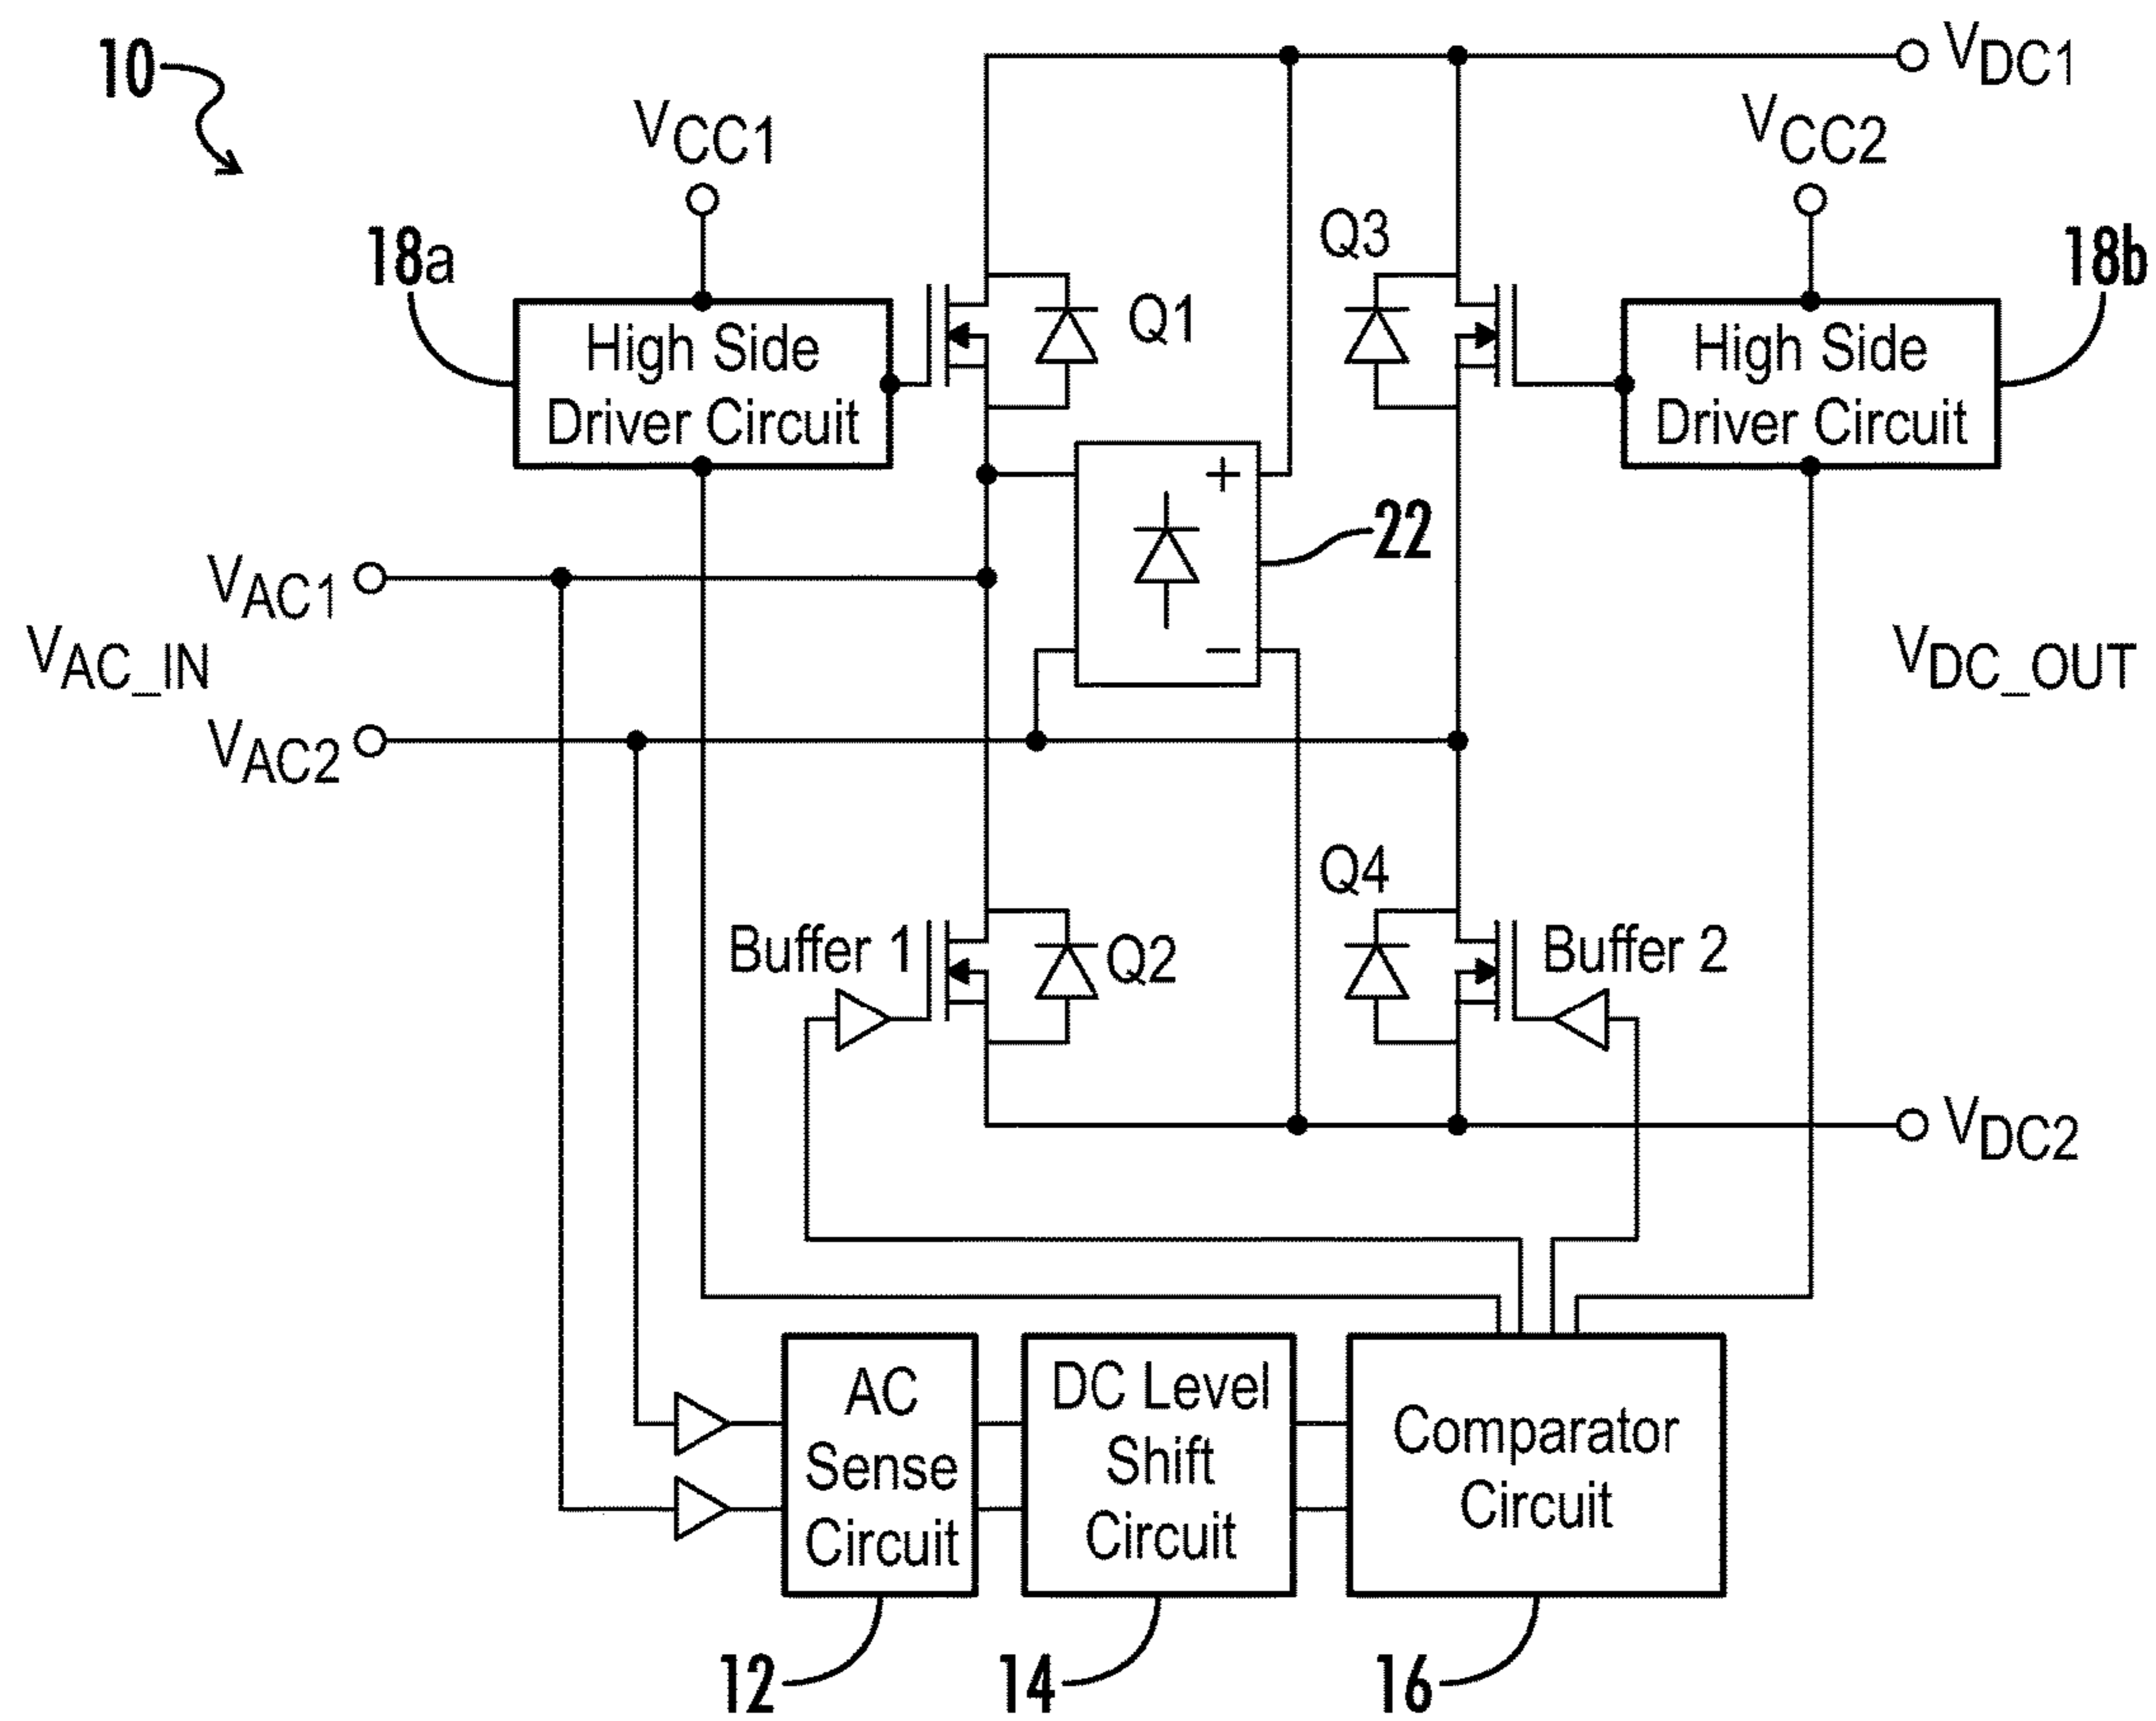 10
VDC1
VCC1
VCC2
18a
Q3
18b
High Side
Driver Circuit
Q1
High Side
Driver Circuit
+
22
VAC1
VAC_IN
−
VDC_OUT
VAC2
Q4
Buffer 1
Q2
Buffer 2
VDC2
AC
Sense
Circuit
DC Level
Shift
Circuit
Comparator
Circuit
12
14
16